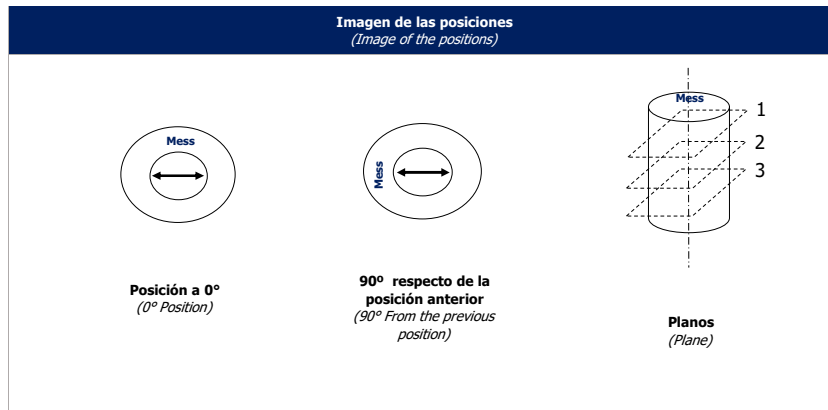 Imagen de las posiciones
(Image of the positions)
Mess
Mess
Mess
1
2
3
Posición a 0°
(0° Position)
90º respecto de la
posición anterior
(90° From the previous
position)
Planos
(Plane)